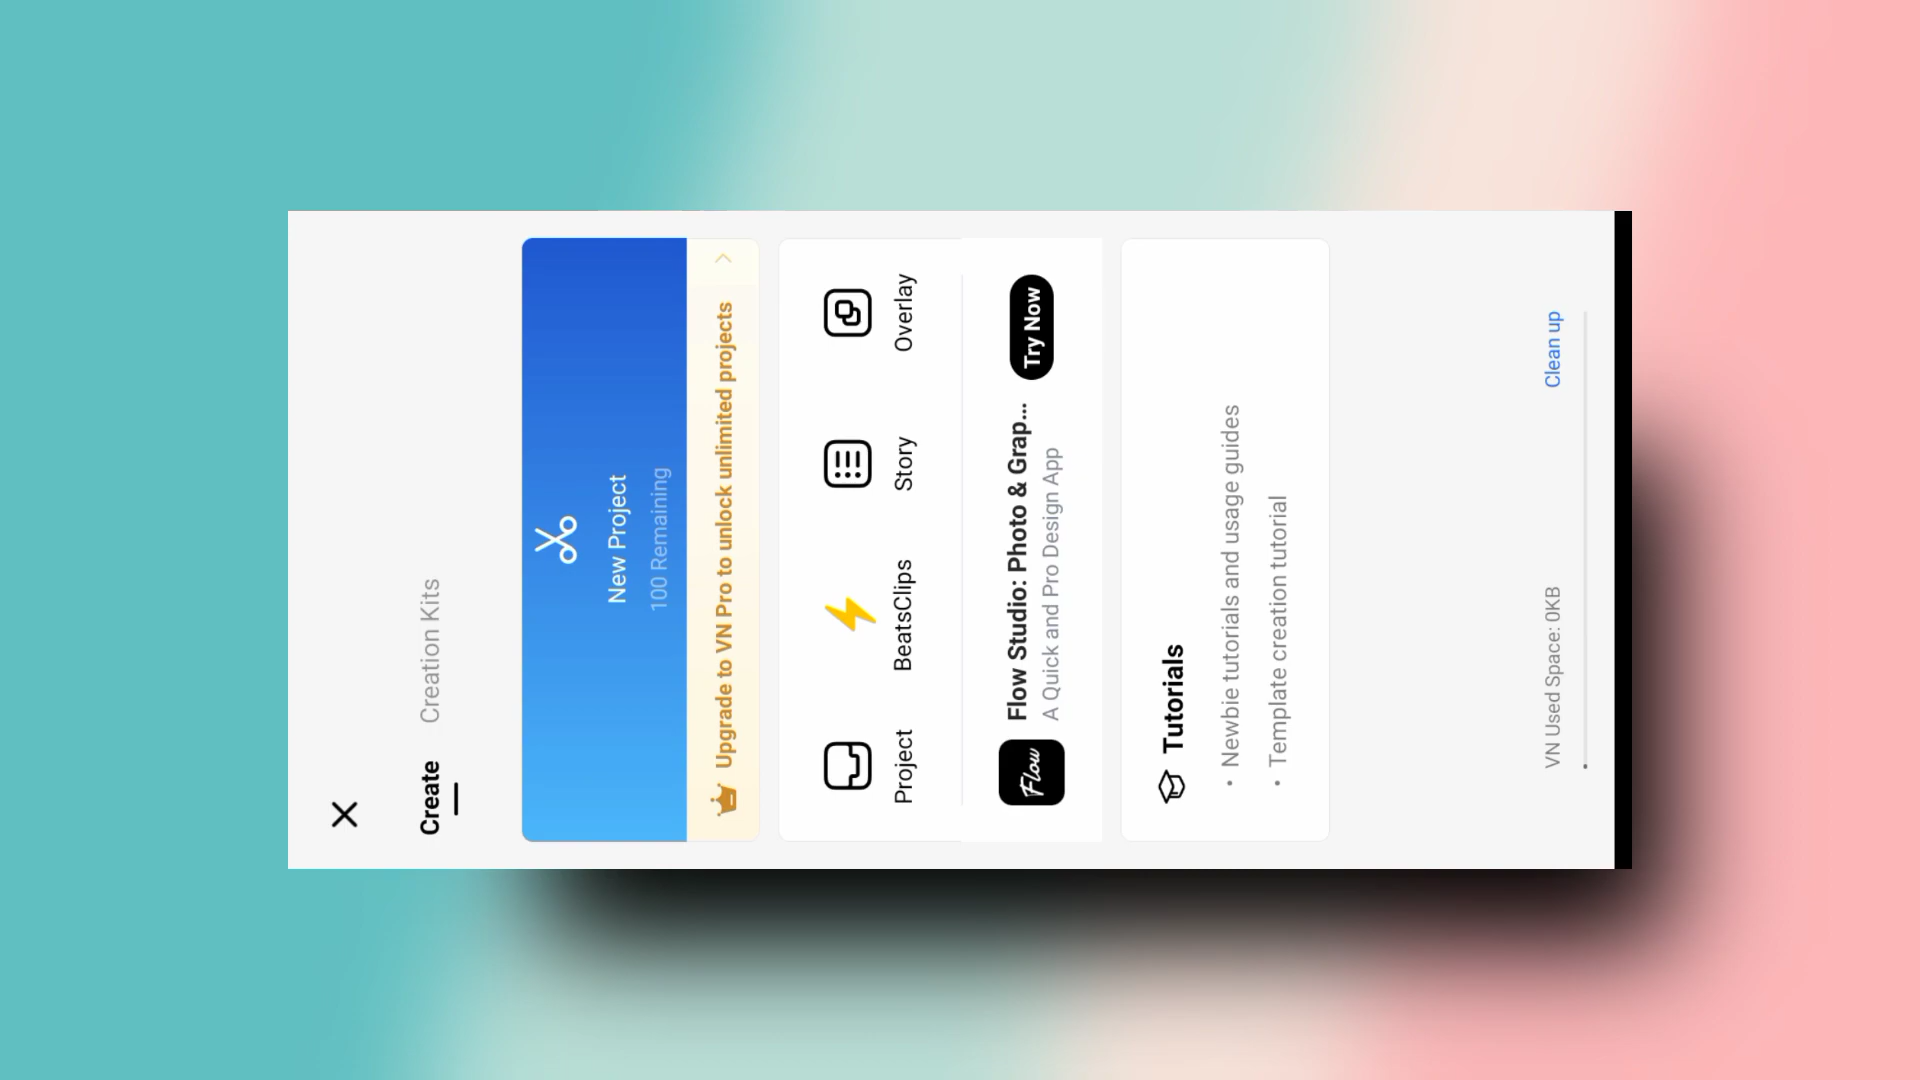 Create Creation Kits
New Project
100 Remaining
Upgrade to VN Pro to unlock unlimited projects
Project BeatsClips Story Overlay
Flow
Flow Studio: Photo & Grap...
A Quick and Pro Design App
Try Now
Tutorials
• Newbie tutorials and usage guides
• Template creation tutorial
VN Used Space: 0KB Clean up